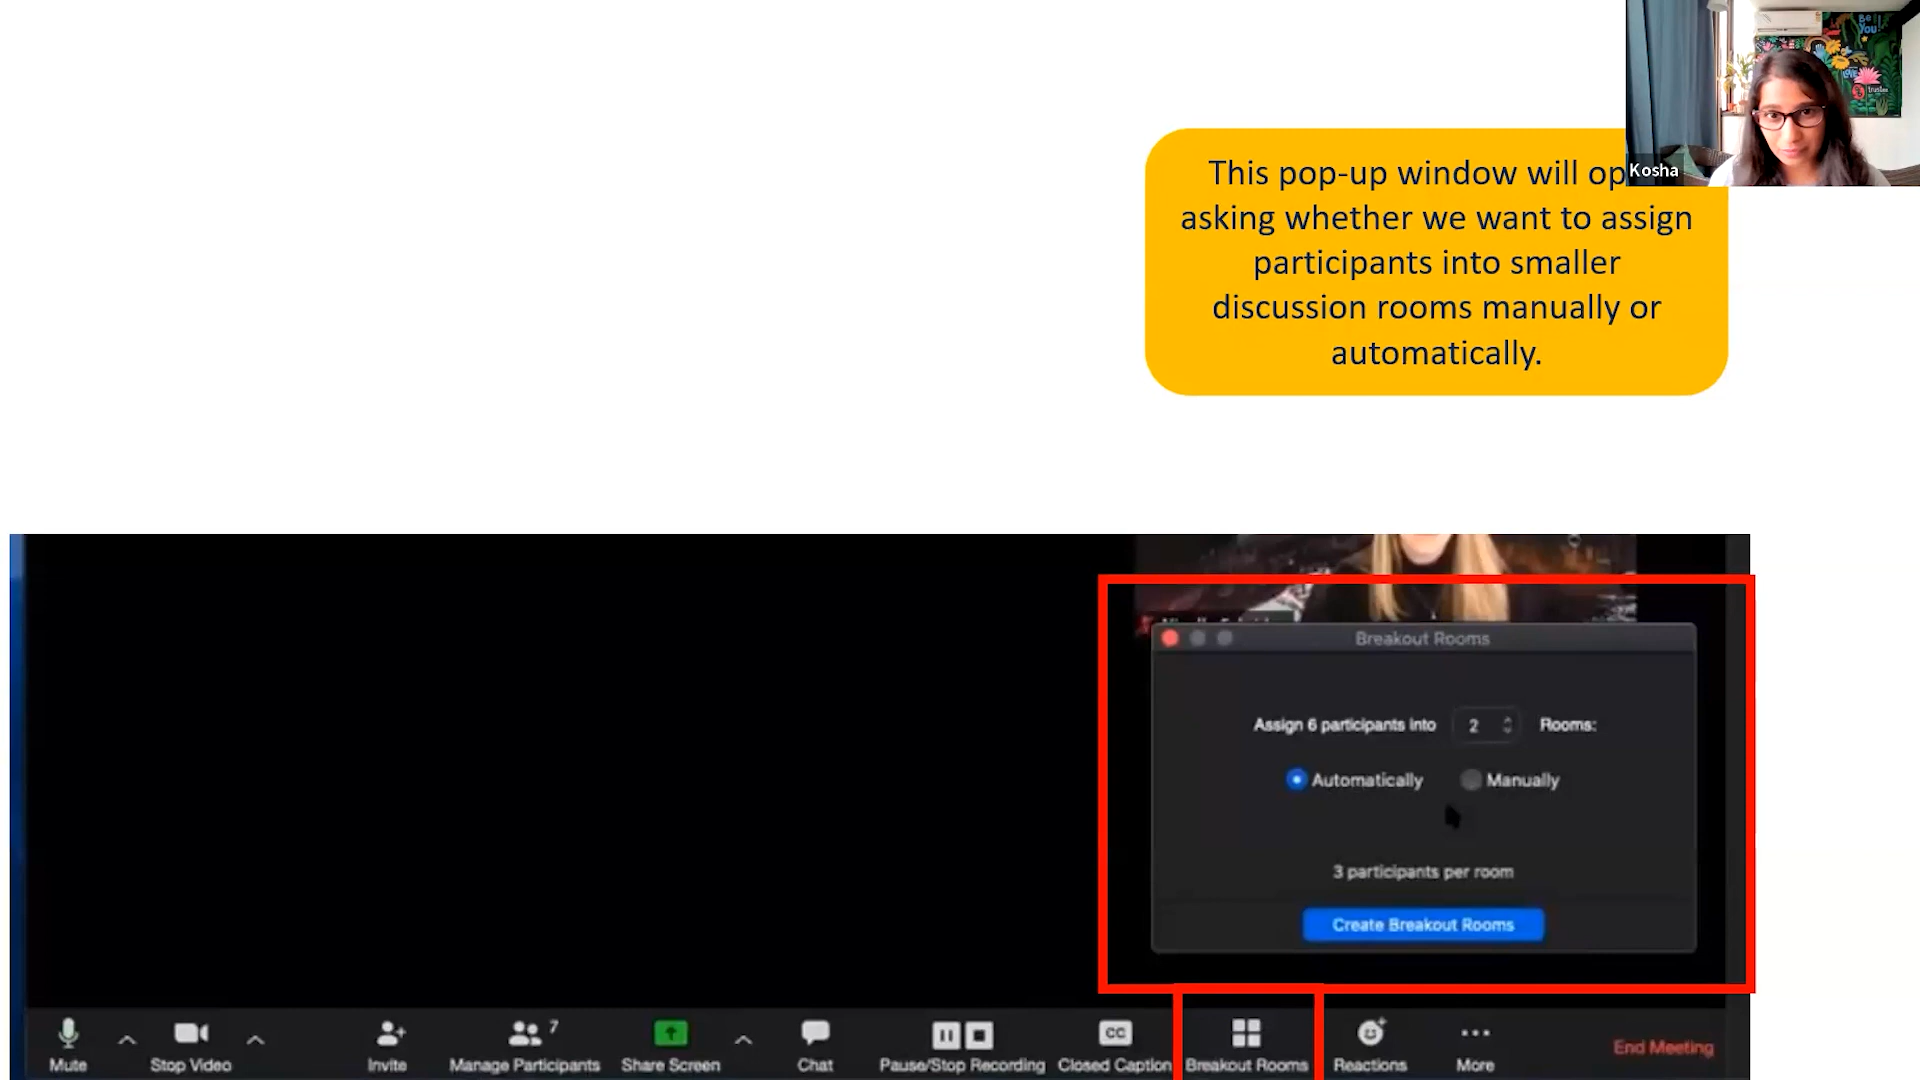 Be
You!
trustea
Kosha
This pop-up window will op
asking whether we want to assign
participants into smaller
discussion rooms manually or
automatically.
Breakout Rooms
Assign 6 participants into 2 Rooms:
Automatically Manually
3 participants per room
Create Breakout Rooms
7
CC
Mute Stop Video Invite Manage Participants Share Screen Chat Pause/Stop Recording Closed Caption Breakout Rooms Reactions More End Meeting